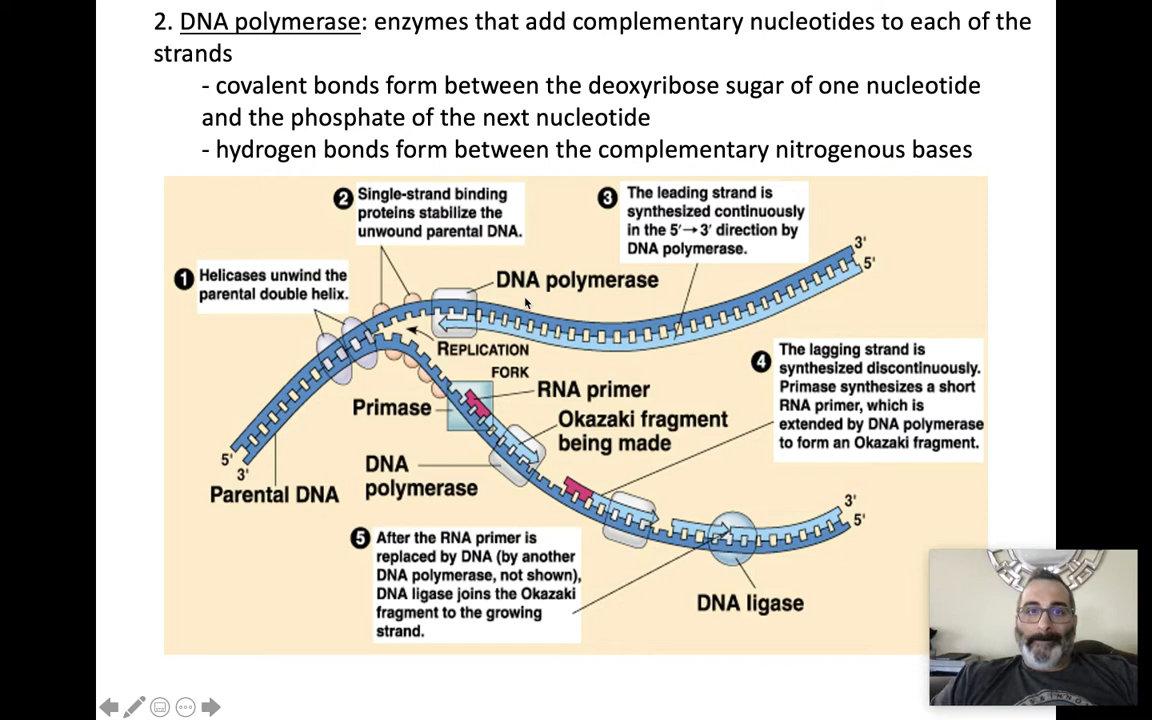 2. DNA polymerase: enzymes that add complementary nucleotides to each of the
strands
- covalent bonds form between the deoxyribose sugar of one nucleotide
and the phosphate of the next nucleotide
- hydrogen bonds form between the complementary nitrogenous bases
2 Single-strand binding
proteins stabilize the
unwound parental DNA.
3 The leading strand is
synthesized continuously
in the 5'→3' direction by
DNA polymerase.
1 Helicases unwind the
parental double helix.
DNA polymerase
3'
5'
REPLICATION
FORK
4 The lagging strand is
synthesized discontinuously.
Primase synthesizes a short
RNA primer, which is
extended by DNA polymerase
to form an Okazaki fragment.
RNA primer
Primase
Okazaki fragment
being made
DNA
polymerase
5'
3'
Parental DNA
3'
5'
5 After the RNA primer is
replaced by DNA (by another
DNA polymerase, not shown),
DNA ligase joins the Okazaki
fragment to the growing
strand.
DNA ligase